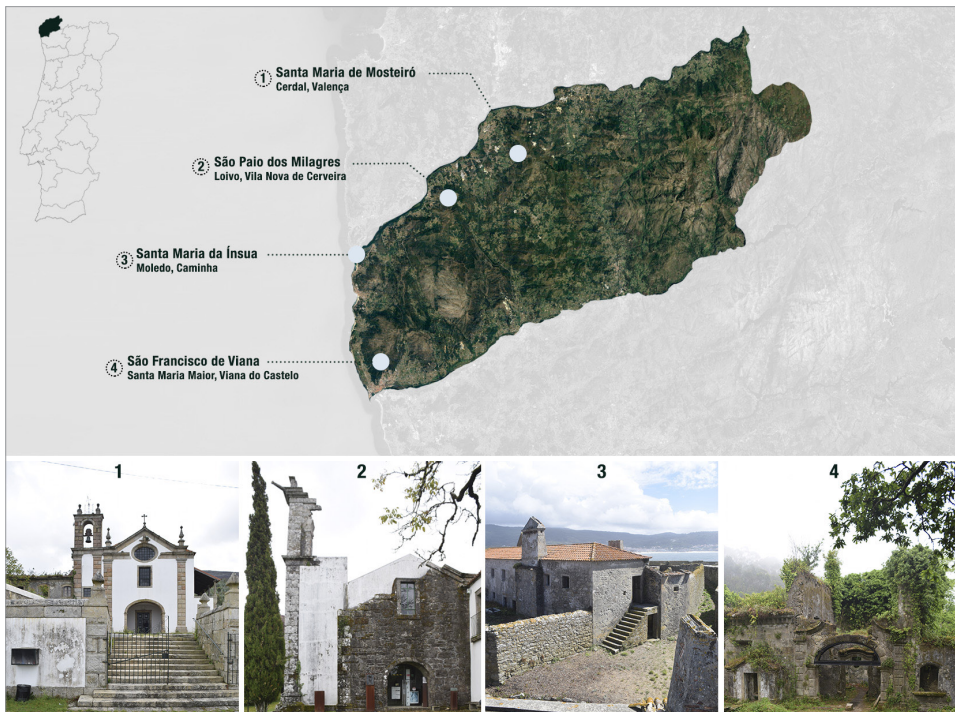 1 Santa Maria de Mosteiró
Cerdal, Valença
2 São Paio dos Milagres
Loivo, Vila Nova de Cerveira
3 Santa Maria da Ínsua
Moledo, Caminha
4 São Francisco de Viana
Santa Maria Maior, Viana do Castelo
1 2 3 4